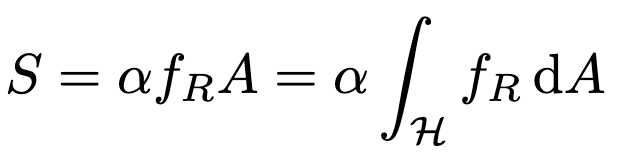 S = αf_R A = α∫_ℋ f_R dA